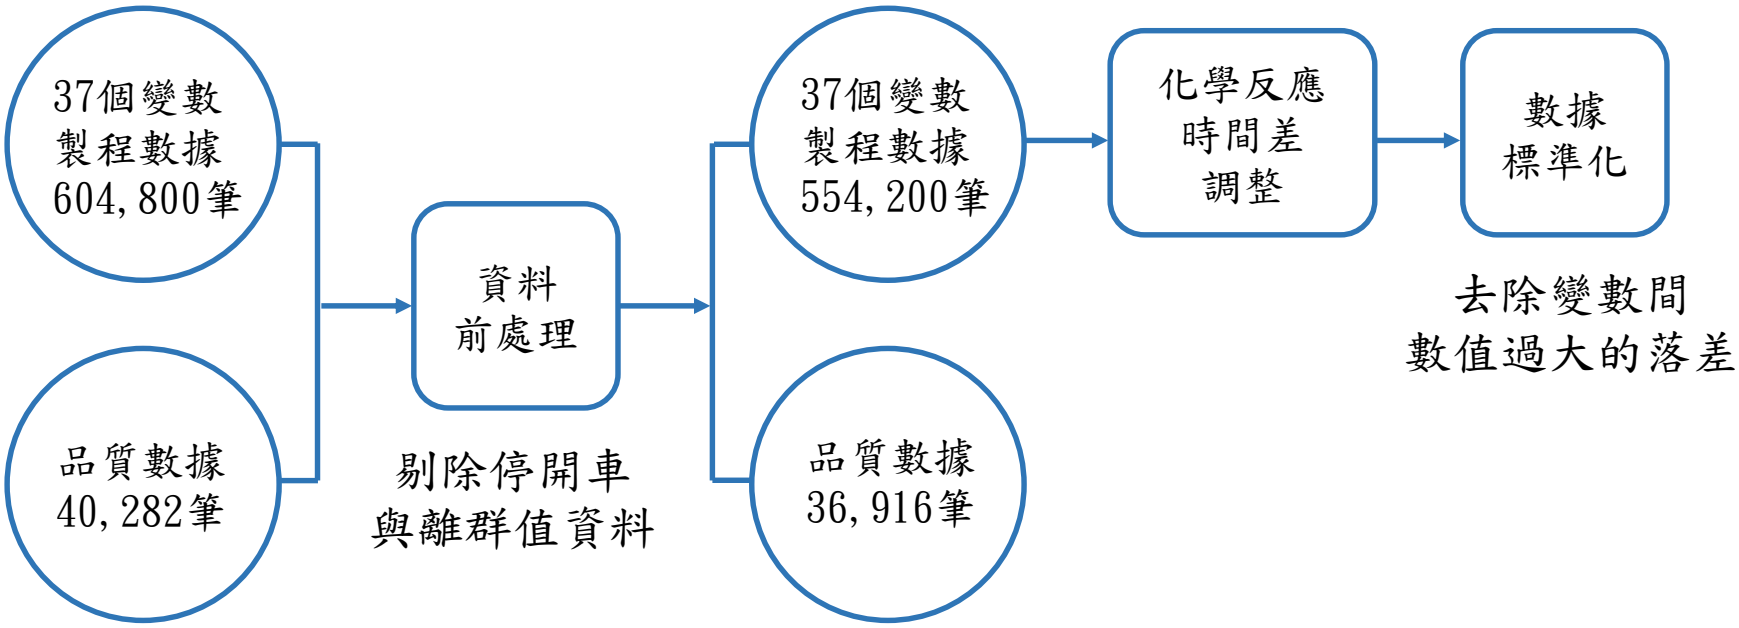 37個變數
製程數據
604,800筆
品質數據
40,282筆
資料
前處理
剔除停開車
與離群值資料
37個變數
製程數據
554,200筆
品質數據
36,916筆
化學反應
時間差
調整
數據
標準化
去除變數間
數值過大的落差